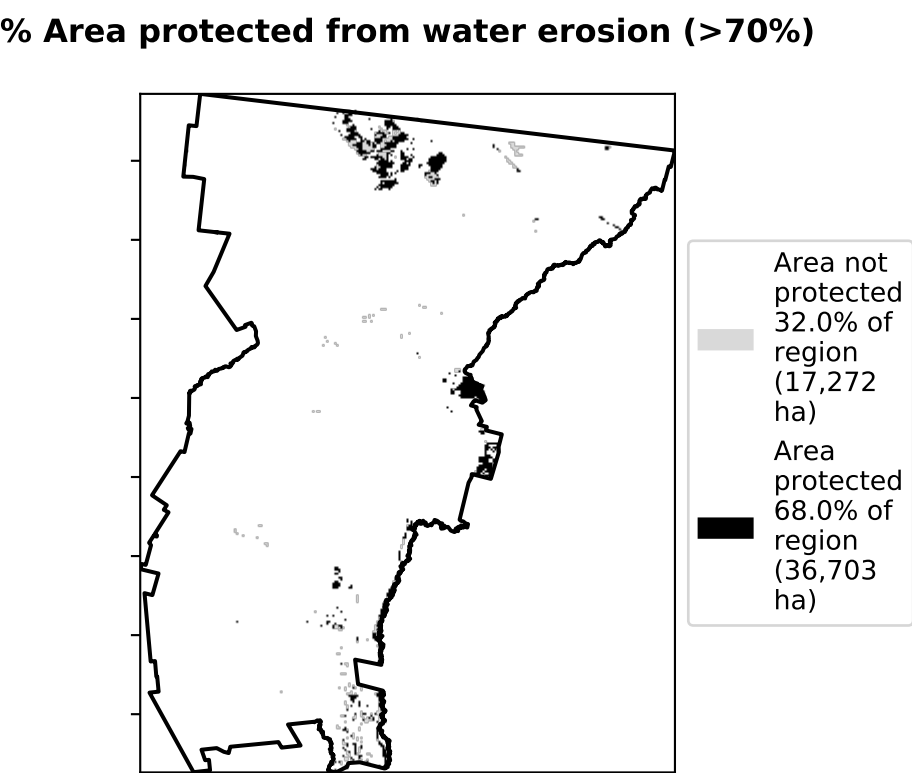 % Area protected from water erosion (>70%)
Area not
protected
32.0% of
region
(17,272
ha)
Area
protected
68.0% of
region
(36,703
ha)